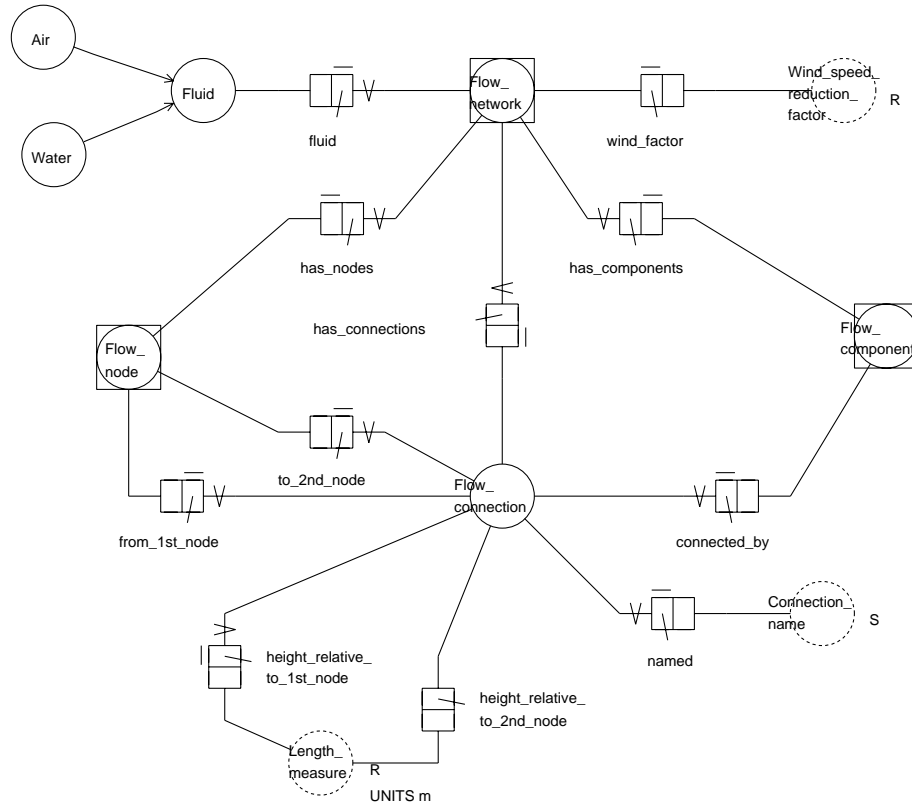 Air
Fluid
Water
fluid
Flow_
network
wind_factor
Wind_speed_
reduction_
factor
R
has_nodes
has_components
has_connections
Flow_
node
Flow_
component
to_2nd_node
Flow_
connection
from_1st_node
connected_by
Connection_
name
S
named
height_relative_
to_1st_node
height_relative_
to_2nd_node
Length_
measure
R
UNITS m